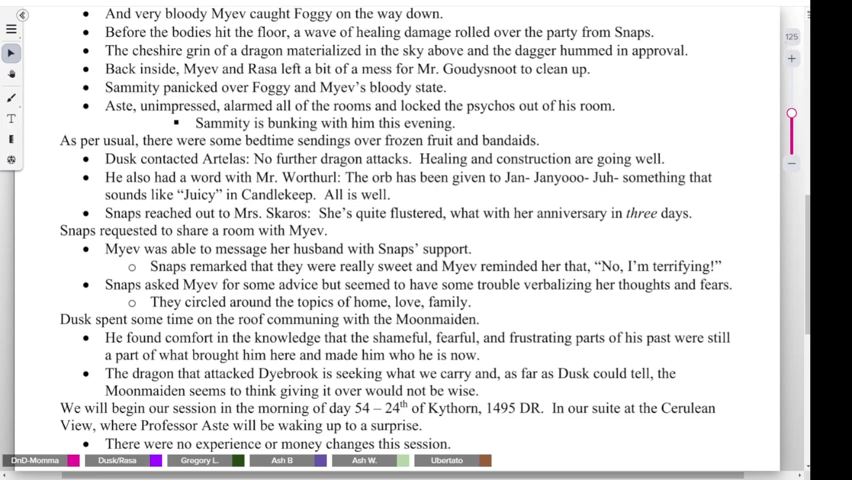 And very bloody Myev caught Foggy on the way down.
Before the bodies hit the floor, a wave of healing damage rolled over the party from Snaps.
The cheshire grin of a dragon materialized in the sky above and the dagger hummed in approval.
Back inside, Myev and Rasa left a bit of a mess for Mr. Goudysnoot to clean up.
Sammity panicked over Foggy and Myev's bloody state.
Aste, unimpressed, alarmed all of the rooms and locked the psychos out of his room.
Sammity is bunking with him this evening.
As per usual, there were some bedtime sendings over frozen fruit and bandaids.
Dusk contacted Artelas: No further dragon attacks. Healing and construction are going well.
He also had a word with Mr. Worthurl: The orb has been given to Jan- Janyooo- Juh- something that
sounds like "Juicy" in Candlekeep. All is well.
Snaps reached out to Mrs. Skaros: She's quite flustered, what with her anniversary in three days.
Snaps requested to share a room with Myev.
Myev was able to message her husband with Snaps' support.
Snaps remarked that they were really sweet and Myev reminded her that, "No, I'm terrifying!"
Snaps asked Myev for some advice but seemed to have some trouble verbalizing her thoughts and fears.
They circled around the topics of home, love, family.
Dusk spent some time on the roof communing with the Moonmaiden.
He found comfort in the knowledge that the shameful, fearful, and frustrating parts of his past were still
a part of what brought him here and made him who he is now.
The dragon that attacked Dyebrook is seeking what we carry and, as far as Dusk could tell, the
Moonmaiden seems to think giving it over would not be wise.
We will begin our session in the morning of day 54 – 24th of Kythorn, 1495 DR. In our suite at the Cerulean
View, where Professor Aste will be waking up to a surprise.
There were no experience or money changes this session.
DnD-Momma Dusk/Rasa Gregory L. Ash B Ash W. Ubertato
125